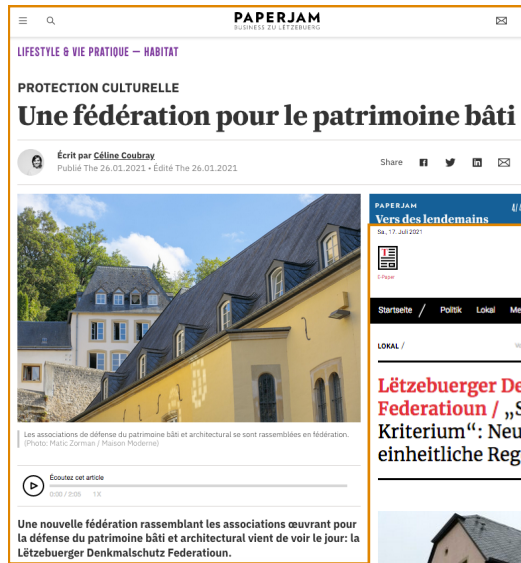 PAPERJAM
BUSINESS ZU LËTZEBUERG
LIFESTYLE & VIE PRATIQUE — HABITAT
PROTECTION CULTURELLE
Une fédération pour le patrimoine bâti
Écrit par Céline Coubray
Publié The 26.01.2021 • Édité The 26.01.2021
Share
Les associations de défense du patrimoine bâti et architectural se sont rassemblées en fédération.
(Photo: Matic Zorman / Maison Moderne)
Écoutez cet article
0:00 / 2:06 1X
Une nouvelle fédération rassemblant les associations œuvrant pour
la défense du patrimoine bâti et architectural vient de voir le jour: la
Lëtzebuerger Denkmalschutz Federatioun.
PAPERJAM
Vers des lendemains
Sa., 17. Juli 2021
E-Paper
Startseite / Politik Lokal Me
LOKAL /
Lëtzebuerger De
Federatioun / „S
Kriterium“: Neu
einheitliche Reg